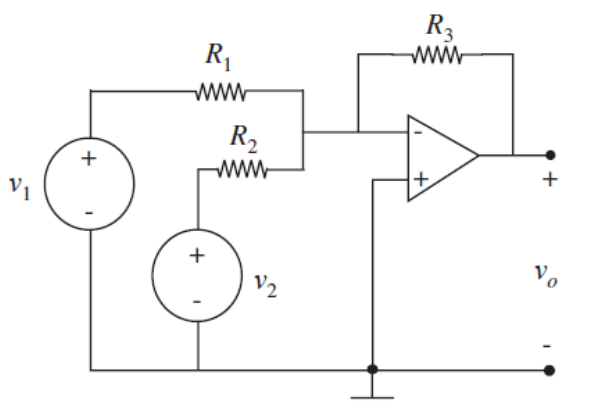 R3
R1
-
R2
+
v1
+
-
+
+
-
v2
vo
-